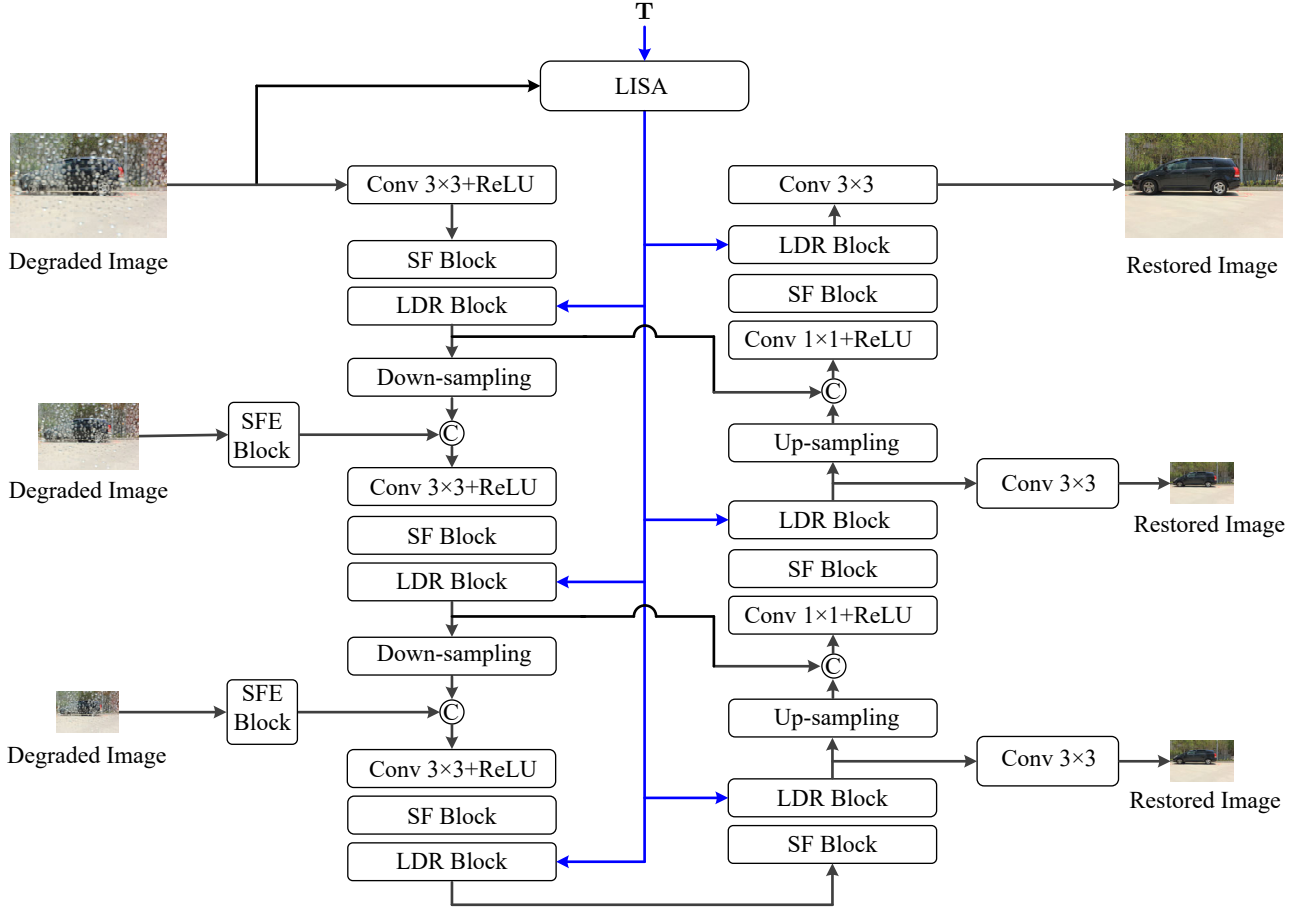 T
LISA
Degraded Image
Conv 3×3+ReLU
SF Block
LDR Block
Down-sampling
Degraded Image
SFE
Block
C
Conv 3×3+ReLU
SF Block
LDR Block
Down-sampling
Degraded Image
SFE
Block
C
Conv 3×3+ReLU
SF Block
LDR Block
Conv 3×3
Restored Image
LDR Block
SF Block
Conv 1×1+ReLU
C
Up-sampling
Conv 3×3
Restored Image
LDR Block
SF Block
Conv 1×1+ReLU
C
Up-sampling
Conv 3×3
Restored Image
LDR Block
SF Block